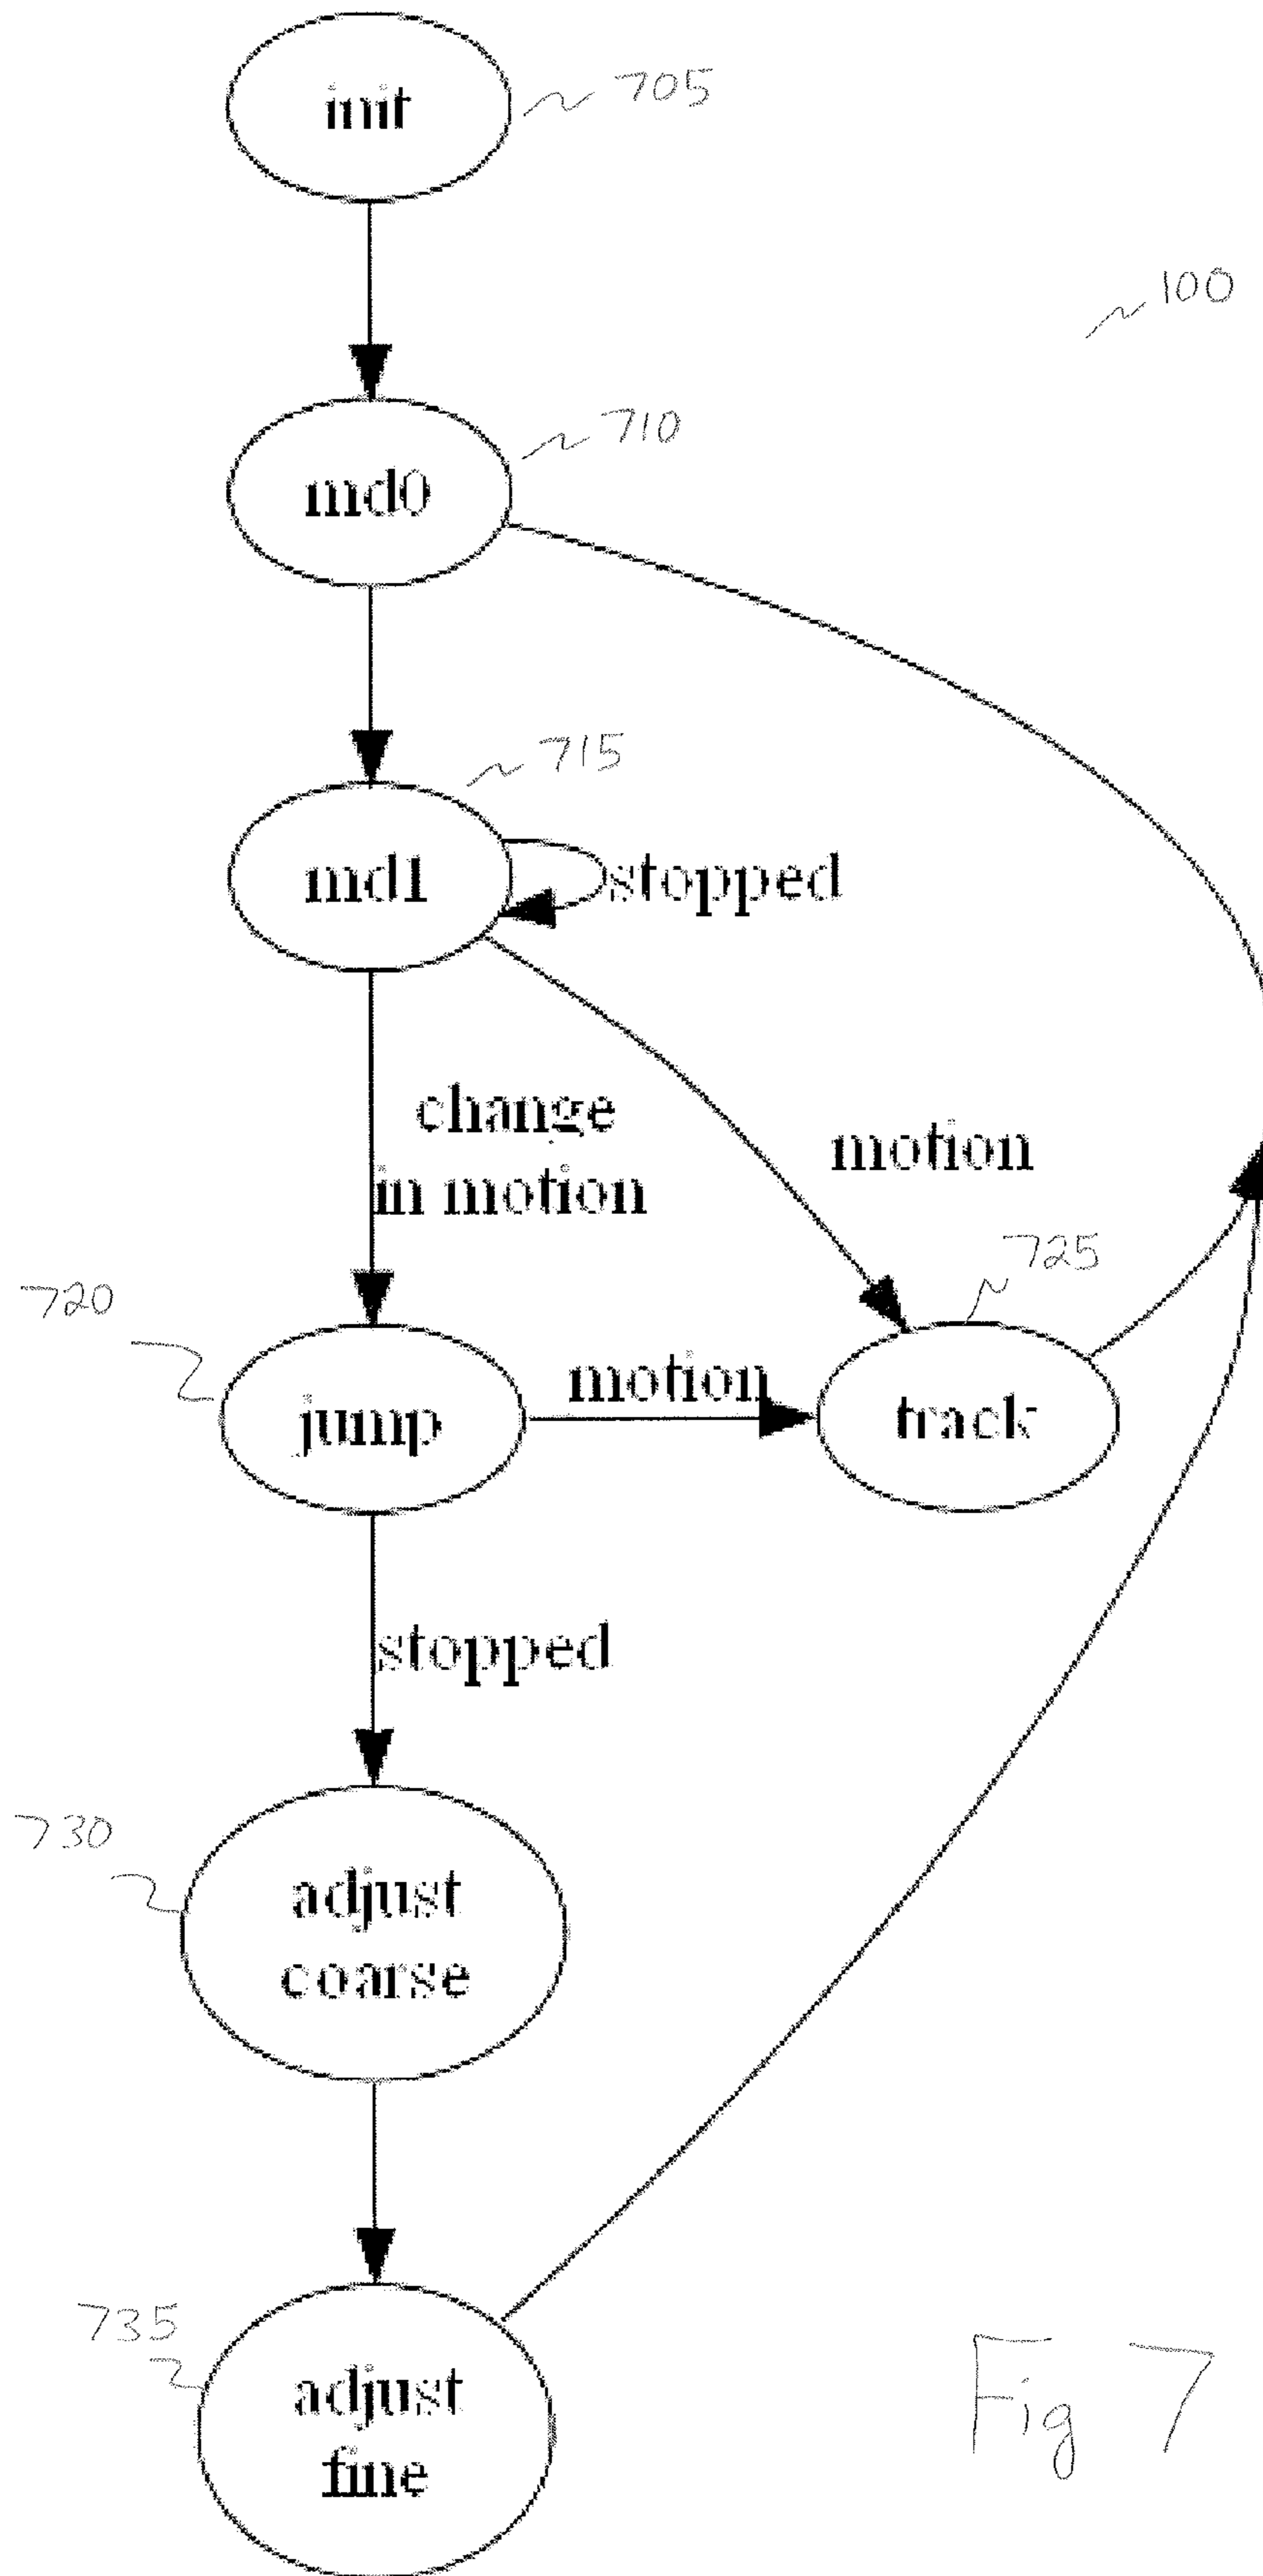 init
705
100
710
md0
715
md1
stopped
change
in motion
motion
725
720
motion
jump
track
stopped
730
adjust
coarse
735
adjust
fine
Fig 7